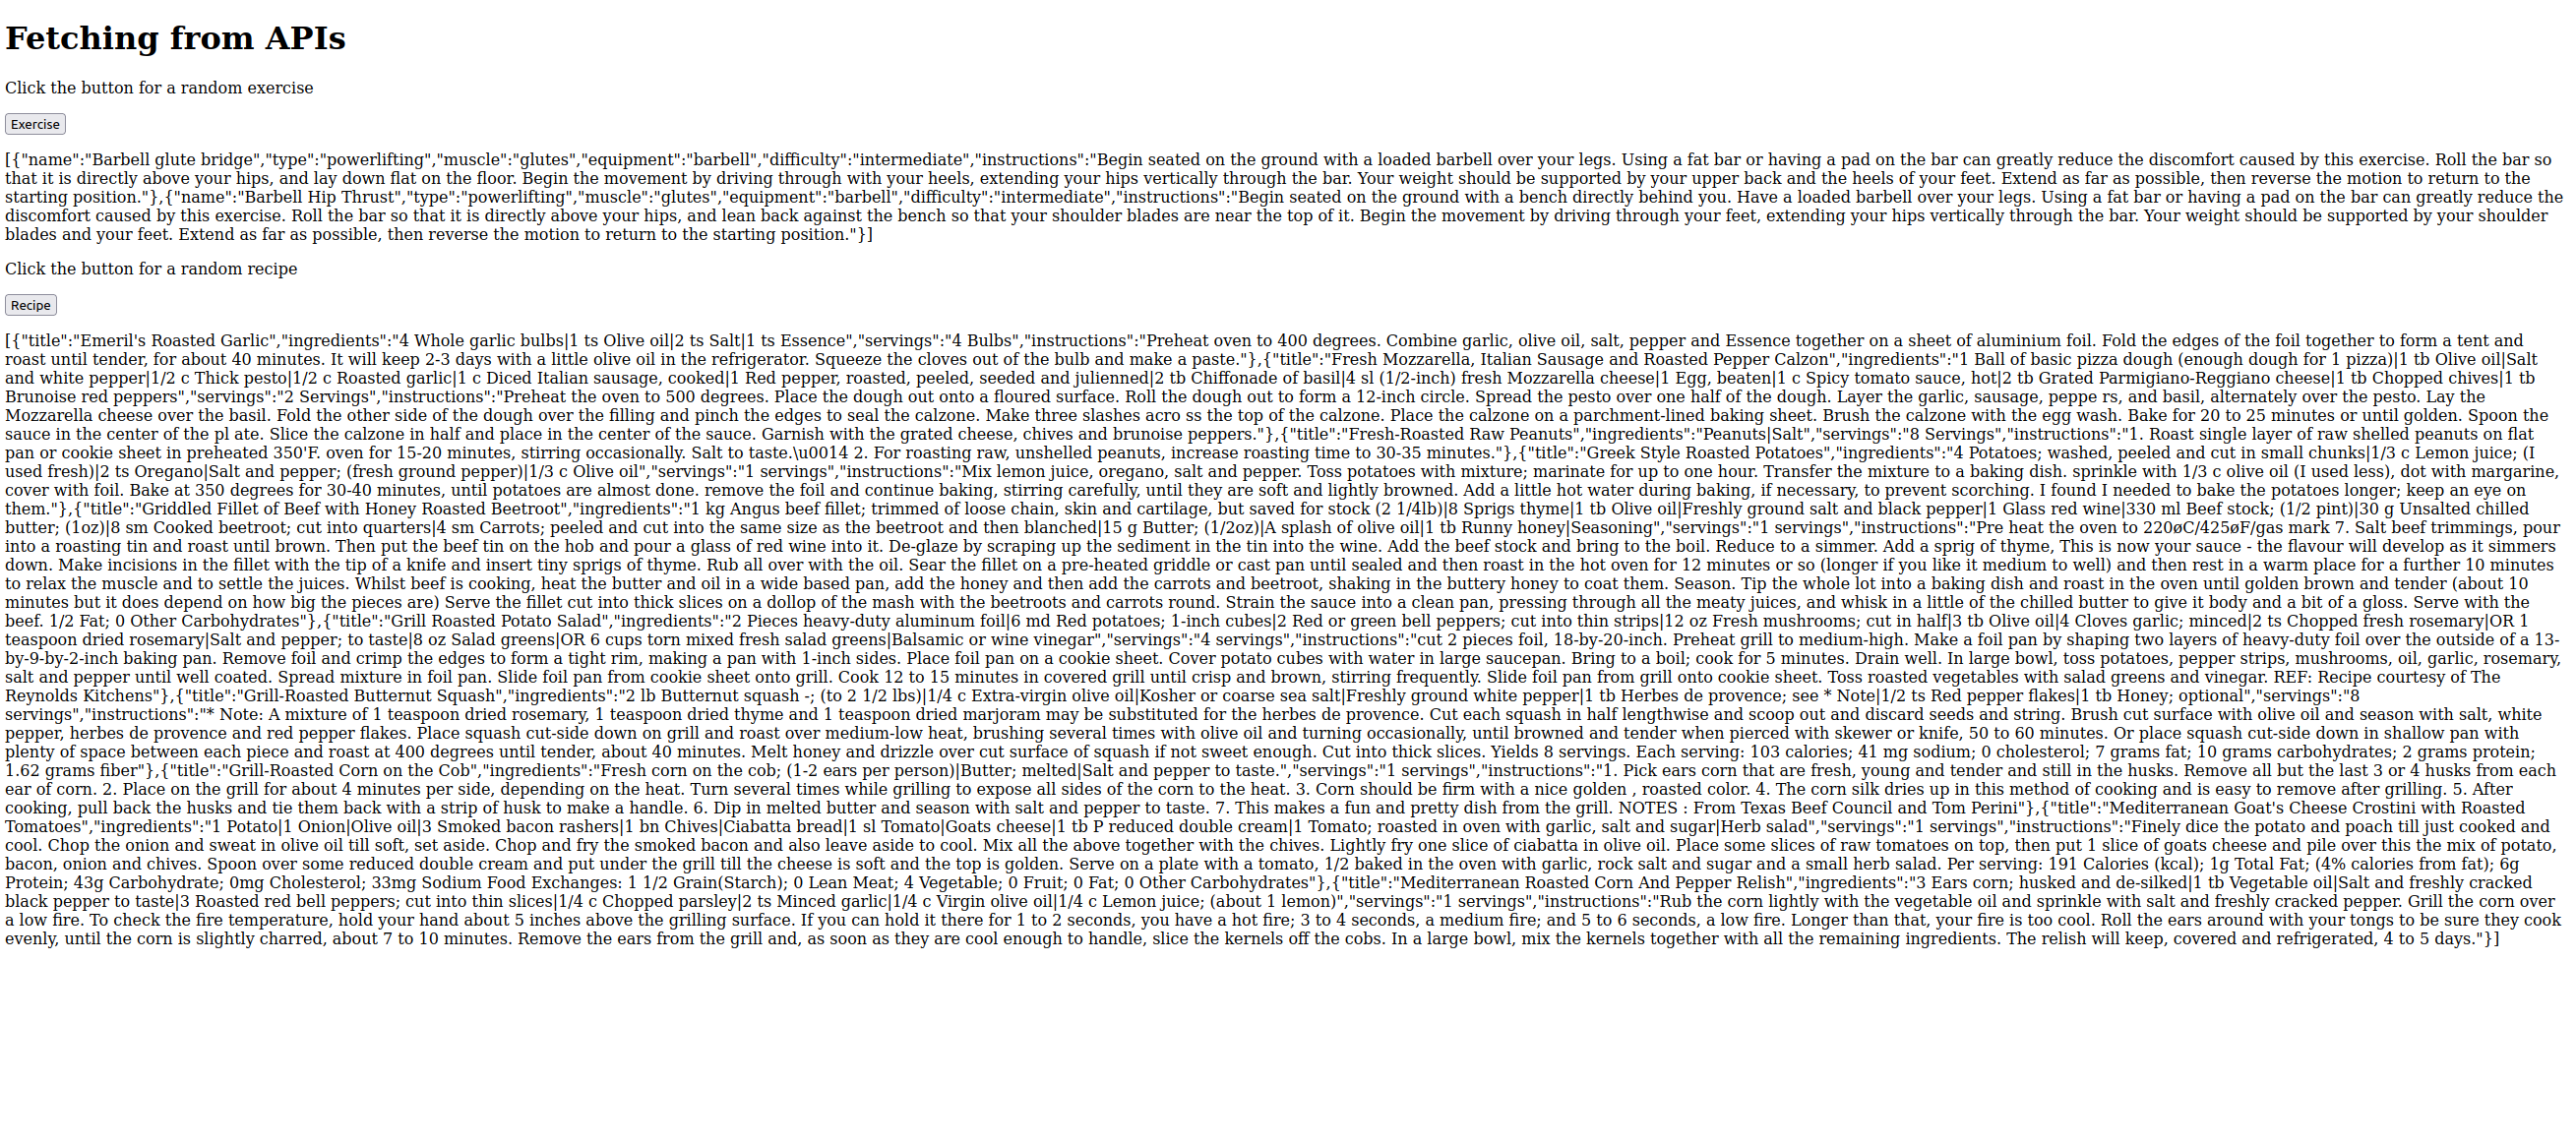 Fetching from APIs
Click the button for a random exercise
Exercise
[{"name":"Barbell glute bridge","type":"powerlifting","muscle":"glutes","equipment":"barbell","difficulty":"intermediate","instructions":"Begin seated on the ground with a loaded barbell over your legs. Using a fat bar or having a pad on the bar can greatly reduce the discomfort caused by this exercise. Roll the bar so
that it is directly above your hips, and lay down flat on the floor. Begin the movement by driving through with your heels, extending your hips vertically through the bar. Your weight should be supported by your upper back and the heels of your feet. Extend as far as possible, then reverse the motion to return to the
starting position."},{"name":"Barbell Hip Thrust","type":"powerlifting","muscle":"glutes","equipment":"barbell","difficulty":"intermediate","instructions":"Begin seated on the ground with a bench directly behind you. Have a loaded barbell over your legs. Using a fat bar or having a pad on the bar can greatly reduce the
discomfort caused by this exercise. Roll the bar so that it is directly above your hips, and lean back against the bench so that your shoulder blades are near the top of it. Begin the movement by driving through your feet, extending your hips vertically through the bar. Your weight should be supported by your shoulder
blades and your feet. Extend as far as possible, then reverse the motion to return to the starting position."}]
Click the button for a random recipe
Recipe
[{"title":"Emeril's Roasted Garlic","ingredients":"4 Whole garlic bulbs|1 ts Olive oil|2 ts Salt|1 ts Essence","servings":"4 Bulbs","instructions":"Preheat oven to 400 degrees. Combine garlic, olive oil, salt, pepper and Essence together on a sheet of aluminium foil. Fold the edges of the foil together to form a tent and
roast until tender, for about 40 minutes. It will keep 2-3 days with a little olive oil in the refrigerator. Squeeze the cloves out of the bulb and make a paste."},{"title":"Fresh Mozzarella, Italian Sausage and Roasted Pepper Calzon","ingredients":"1 Ball of basic pizza dough (enough dough for 1 pizza)|1 tb Olive oil|Salt
and white pepper|1/2 c Thick pesto|1/2 c Roasted garlic|1 c Diced Italian sausage, cooked|1 Red pepper, roasted, peeled, seeded and julienned|2 tb Chiffonade of basil|4 sl (1/2-inch) fresh Mozzarella cheese|1 Egg, beaten|1 c Spicy tomato sauce, hot|2 tb Grated Parmigiano-Reggiano cheese|1 tb Chopped chives|1 tb
Brunoise red peppers","servings":"2 Servings","instructions":"Preheat the oven to 500 degrees. Place the dough out onto a floured surface. Roll the dough out to form a 12-inch circle. Spread the pesto over one half of the dough. Layer the garlic, sausage, peppe rs, and basil, alternately over the pesto. Lay the
Mozzarella cheese over the basil. Fold the other side of the dough over the filling and pinch the edges to seal the calzone. Make three slashes acro ss the top of the calzone. Place the calzone on a parchment-lined baking sheet. Brush the calzone with the egg wash. Bake for 20 to 25 minutes or until golden. Spoon the
sauce in the center of the pl ate. Slice the calzone in half and place in the center of the sauce. Garnish with the grated cheese, chives and brunoise peppers."},{"title":"Fresh-Roasted Raw Peanuts","ingredients":"Peanuts|Salt","servings":"8 Servings","instructions":"1. Roast single layer of raw shelled peanuts on flat
pan or cookie sheet in preheated 350'F. oven for 15-20 minutes, stirring occasionally. Salt to taste.\u0014 2. For roasting raw, unshelled peanuts, increase roasting time to 30-35 minutes."},{"title":"Greek Style Roasted Potatoes","ingredients":"4 Potatoes; washed, peeled and cut in small chunks|1/3 c Lemon juice; (I
used fresh)|2 ts Oregano|Salt and pepper; (fresh ground pepper)|1/3 c Olive oil","servings":"1 servings","instructions":"Mix lemon juice, oregano, salt and pepper. Toss potatoes with mixture; marinate for up to one hour. Transfer the mixture to a baking dish. sprinkle with 1/3 c olive oil (I used less), dot with margarine,
cover with foil. Bake at 350 degrees for 30-40 minutes, until potatoes are almost done. remove the foil and continue baking, stirring carefully, until they are soft and lightly browned. Add a little hot water during baking, if necessary, to prevent scorching. I found I needed to bake the potatoes longer; keep an eye on
them."},{"title":"Griddled Fillet of Beef with Honey Roasted Beetroot","ingredients":"1 kg Angus beef fillet; trimmed of loose chain, skin and cartilage, but saved for stock (2 1/4lb)|8 Sprigs thyme|1 tb Olive oil|Freshly ground salt and black pepper|1 Glass red wine|330 ml Beef stock; (1/2 pint)|30 g Unsalted chilled
butter; (1oz)|8 sm Cooked beetroot; cut into quarters|4 sm Carrots; peeled and cut into the same size as the beetroot and then blanched|15 g Butter; (1/2oz)|A splash of olive oil|1 tb Runny honey|Seasoning","servings":"1 servings","instructions":"Pre heat the oven to 220øC/425øF/gas mark 7. Salt beef trimmings, pour
into a roasting tin and roast until brown. Then put the beef tin on the hob and pour a glass of red wine into it. De-glaze by scraping up the sediment in the tin into the wine. Add the beef stock and bring to the boil. Reduce to a simmer. Add a sprig of thyme, This is now your sauce - the flavour will develop as it simmers
down. Make incisions in the fillet with the tip of a knife and insert tiny sprigs of thyme. Rub all over with the oil. Sear the fillet on a pre-heated griddle or cast pan until sealed and then roast in the hot oven for 12 minutes or so (longer if you like it medium to well) and then rest in a warm place for a further 10 minutes
to relax the muscle and to settle the juices. Whilst beef is cooking, heat the butter and oil in a wide based pan, add the honey and then add the carrots and beetroot, shaking in the buttery honey to coat them. Season. Tip the whole lot into a baking dish and roast in the oven until golden brown and tender (about 10
minutes but it does depend on how big the pieces are) Serve the fillet cut into thick slices on a dollop of the mash with the beetroots and carrots round. Strain the sauce into a clean pan, pressing through all the meaty juices, and whisk in a little of the chilled butter to give it body and a bit of a gloss. Serve with the
beef. 1/2 Fat; 0 Other Carbohydrates"},{"title":"Grill Roasted Potato Salad","ingredients":"2 Pieces heavy-duty aluminum foil|6 md Red potatoes; 1-inch cubes|2 Red or green bell peppers; cut into thin strips|12 oz Fresh mushrooms; cut in half|3 tb Olive oil|4 Cloves garlic; minced|2 ts Chopped fresh rosemary|OR 1
teaspoon dried rosemary|Salt and pepper; to taste|8 oz Salad greens|OR 6 cups torn mixed fresh salad greens|Balsamic or wine vinegar","servings":"4 servings","instructions":"cut 2 pieces foil, 18-by-20-inch. Preheat grill to medium-high. Make a foil pan by shaping two layers of heavy-duty foil over the outside of a 13-
by-9-by-2-inch baking pan. Remove foil and crimp the edges to form a tight rim, making a pan with 1-inch sides. Place foil pan on a cookie sheet. Cover potato cubes with water in large saucepan. Bring to a boil; cook for 5 minutes. Drain well. In large bowl, toss potatoes, pepper strips, mushrooms, oil, garlic, rosemary,
salt and pepper until well coated. Spread mixture in foil pan. Slide foil pan from cookie sheet onto grill. Cook 12 to 15 minutes in covered grill until crisp and brown, stirring frequently. Slide foil pan from grill onto cookie sheet. Toss roasted vegetables with salad greens and vinegar. REF: Recipe courtesy of The
Reynolds Kitchens"},{"title":"Grill-Roasted Butternut Squash","ingredients":"2 lb Butternut squash -; (to 2 1/2 lbs)|1/4 c Extra-virgin olive oil|Kosher or coarse sea salt|Freshly ground white pepper|1 tb Herbes de provence; see * Note|1/2 ts Red pepper flakes|1 tb Honey; optional","servings":"8
servings","instructions":"* Note: A mixture of 1 teaspoon dried rosemary, 1 teaspoon dried thyme and 1 teaspoon dried marjoram may be substituted for the herbes de provence. Cut each squash in half lengthwise and scoop out and discard seeds and string. Brush cut surface with olive oil and season with salt, white
pepper, herbes de provence and red pepper flakes. Place squash cut-side down on grill and roast over medium-low heat, brushing several times with olive oil and turning occasionally, until browned and tender when pierced with skewer or knife, 50 to 60 minutes. Or place squash cut-side down in shallow pan with
plenty of space between each piece and roast at 400 degrees until tender, about 40 minutes. Melt honey and drizzle over cut surface of squash if not sweet enough. Cut into thick slices. Yields 8 servings. Each serving: 103 calories; 41 mg sodium; 0 cholesterol; 7 grams fat; 10 grams carbohydrates; 2 grams protein;
1.62 grams fiber"},{"title":"Grill-Roasted Corn on the Cob","ingredients":"Fresh corn on the cob; (1-2 ears per person)|Butter; melted|Salt and pepper to taste.","servings":"1 servings","instructions":"1. Pick ears corn that are fresh, young and tender and still in the husks. Remove all but the last 3 or 4 husks from each
ear of corn. 2. Place on the grill for about 4 minutes per side, depending on the heat. Turn several times while grilling to expose all sides of the corn to the heat. 3. Corn should be firm with a nice golden , roasted color. 4. The corn silk dries up in this method of cooking and is easy to remove after grilling. 5. After
cooking, pull back the husks and tie them back with a strip of husk to make a handle. 6. Dip in melted butter and season with salt and pepper to taste. 7. This makes a fun and pretty dish from the grill. NOTES : From Texas Beef Council and Tom Perini"},{"title":"Mediterranean Goat's Cheese Crostini with Roasted
Tomatoes","ingredients":"1 Potato|1 Onion|Olive oil|3 Smoked bacon rashers|1 bn Chives|Ciabatta bread|1 sl Tomato|Goats cheese|1 tb P reduced double cream|1 Tomato; roasted in oven with garlic, salt and sugar|Herb salad","servings":"1 servings","instructions":"Finely dice the potato and poach till just cooked and
cool. Chop the onion and sweat in olive oil till soft, set aside. Chop and fry the smoked bacon and also leave aside to cool. Mix all the above together with the chives. Lightly fry one slice of ciabatta in olive oil. Place some slices of raw tomatoes on top, then put 1 slice of goats cheese and pile over this the mix of potato,
bacon, onion and chives. Spoon over some reduced double cream and put under the grill till the cheese is soft and the top is golden. Serve on a plate with a tomato, 1/2 baked in the oven with garlic, rock salt and sugar and a small herb salad. Per serving: 191 Calories (kcal); 1g Total Fat; (4% calories from fat); 6g
Protein; 43g Carbohydrate; 0mg Cholesterol; 33mg Sodium Food Exchanges: 1 1/2 Grain(Starch); 0 Lean Meat; 4 Vegetable; 0 Fruit; 0 Fat; 0 Other Carbohydrates"},{"title":"Mediterranean Roasted Corn And Pepper Relish","ingredients":"3 Ears corn; husked and de-silked|1 tb Vegetable oil|Salt and freshly cracked
black pepper to taste|3 Roasted red bell peppers; cut into thin slices|1/4 c Chopped parsley|2 ts Minced garlic|1/4 c Virgin olive oil|1/4 c Lemon juice; (about 1 lemon)","servings":"1 servings","instructions":"Rub the corn lightly with the vegetable oil and sprinkle with salt and freshly cracked pepper. Grill the corn over
a low fire. To check the fire temperature, hold your hand about 5 inches above the grilling surface. If you can hold it there for 1 to 2 seconds, you have a hot fire; 3 to 4 seconds, a medium fire; and 5 to 6 seconds, a low fire. Longer than that, your fire is too cool. Roll the ears around with your tongs to be sure they cook
evenly, until the corn is slightly charred, about 7 to 10 minutes. Remove the ears from the grill and, as soon as they are cool enough to handle, slice the kernels off the cobs. In a large bowl, mix the kernels together with all the remaining ingredients. The relish will keep, covered and refrigerated, 4 to 5 days."}]